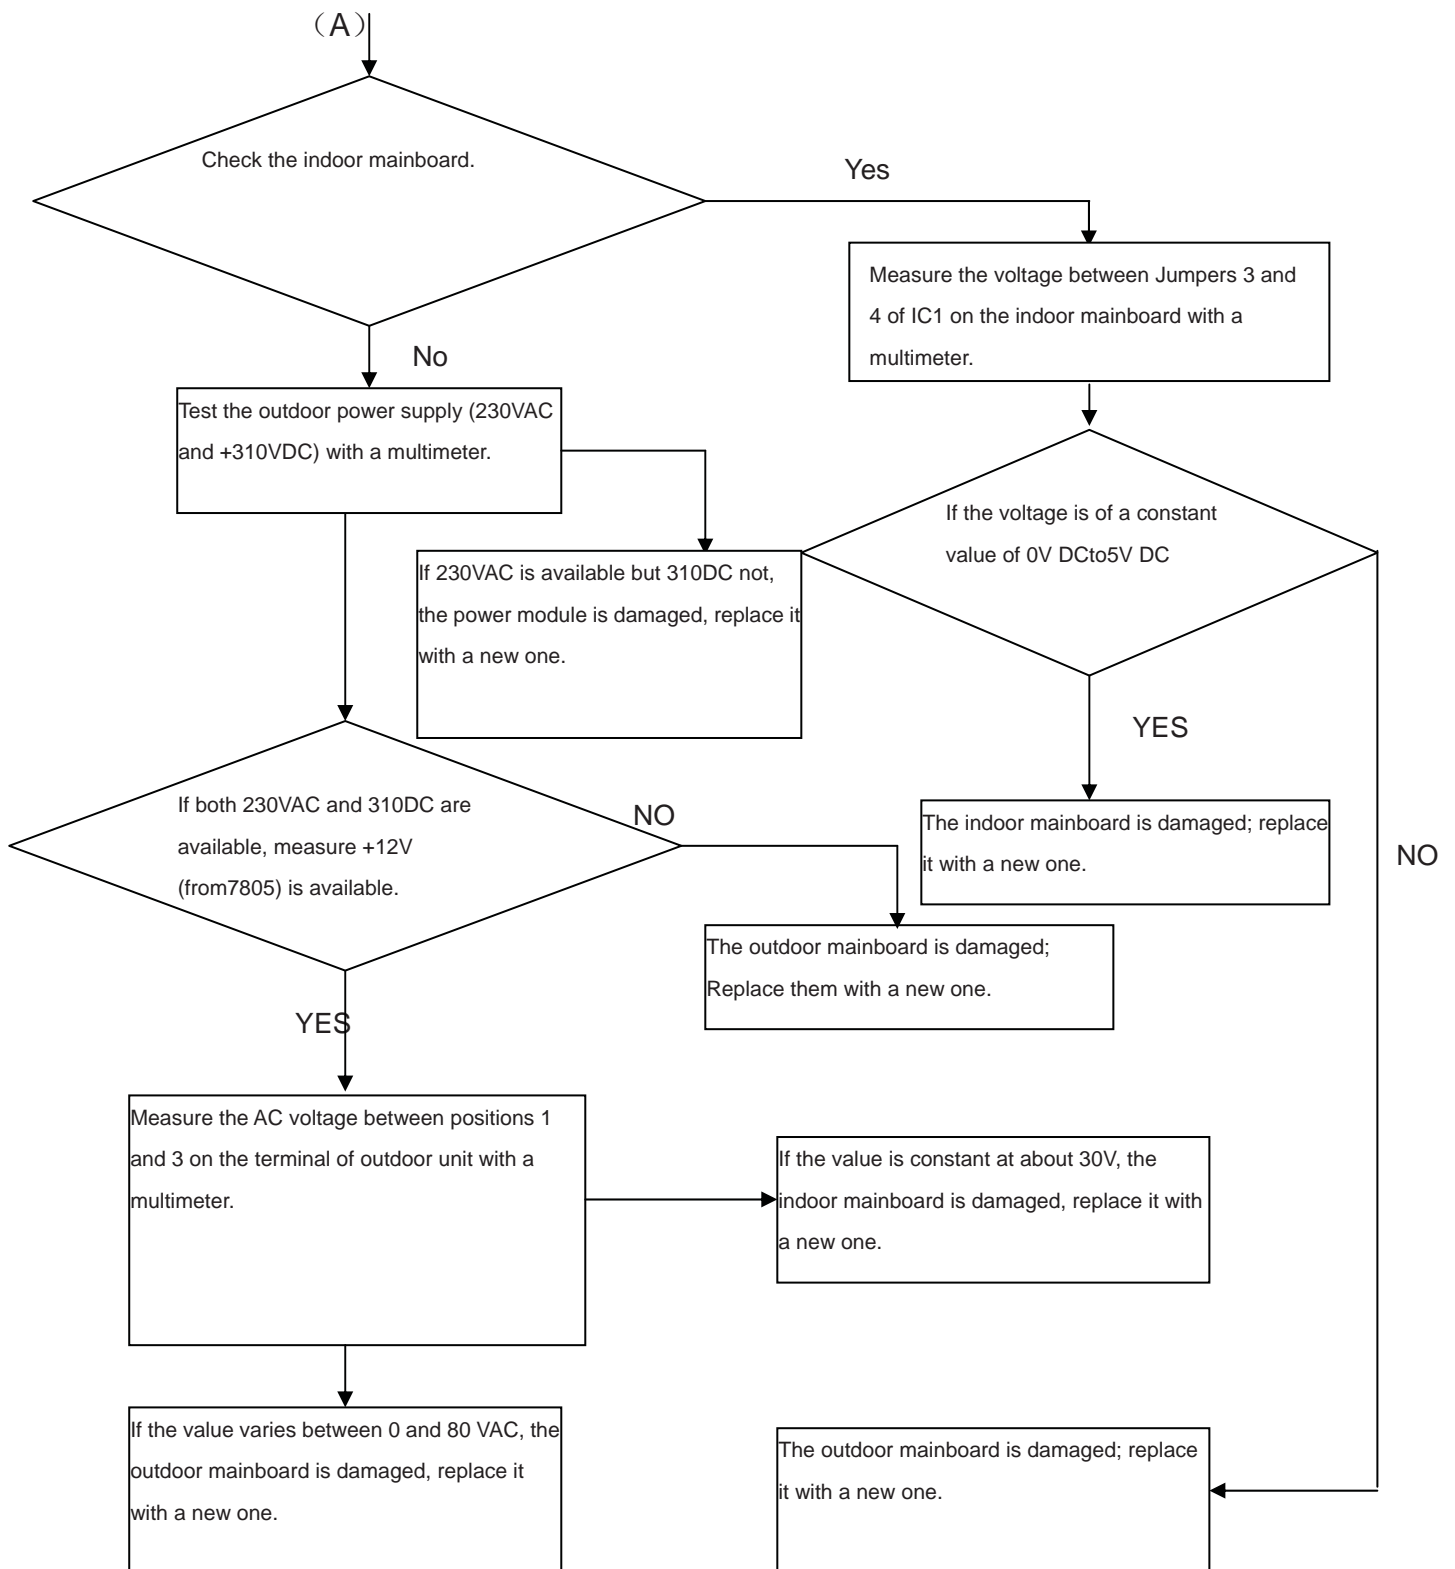 （A）
Check the indoor mainboard.
Yes
Measure the voltage between Jumpers 3 and
4 of IC1 on the indoor mainboard with a
multimeter.
No
Test the outdoor power supply (230VAC
and +310VDC) with a multimeter.
If the voltage is of a constant
value of 0V DCto5V DC
If 230VAC is available but 310DC not,
the power module is damaged, replace it
with a new one.
YES
If both 230VAC and 310DC are
available, measure +12V
(from7805) is available.
NO
The indoor mainboard is damaged; replace
it with a new one.
NO
The outdoor mainboard is damaged;
Replace them with a new one.
YES
Measure the AC voltage between positions 1
and 3 on the terminal of outdoor unit with a
multimeter.
If the value is constant at about 30V, the
indoor mainboard is damaged, replace it with
a new one.
If the value varies between 0 and 80 VAC, the
outdoor mainboard is damaged, replace it
with a new one.
The outdoor mainboard is damaged; replace
it with a new one.